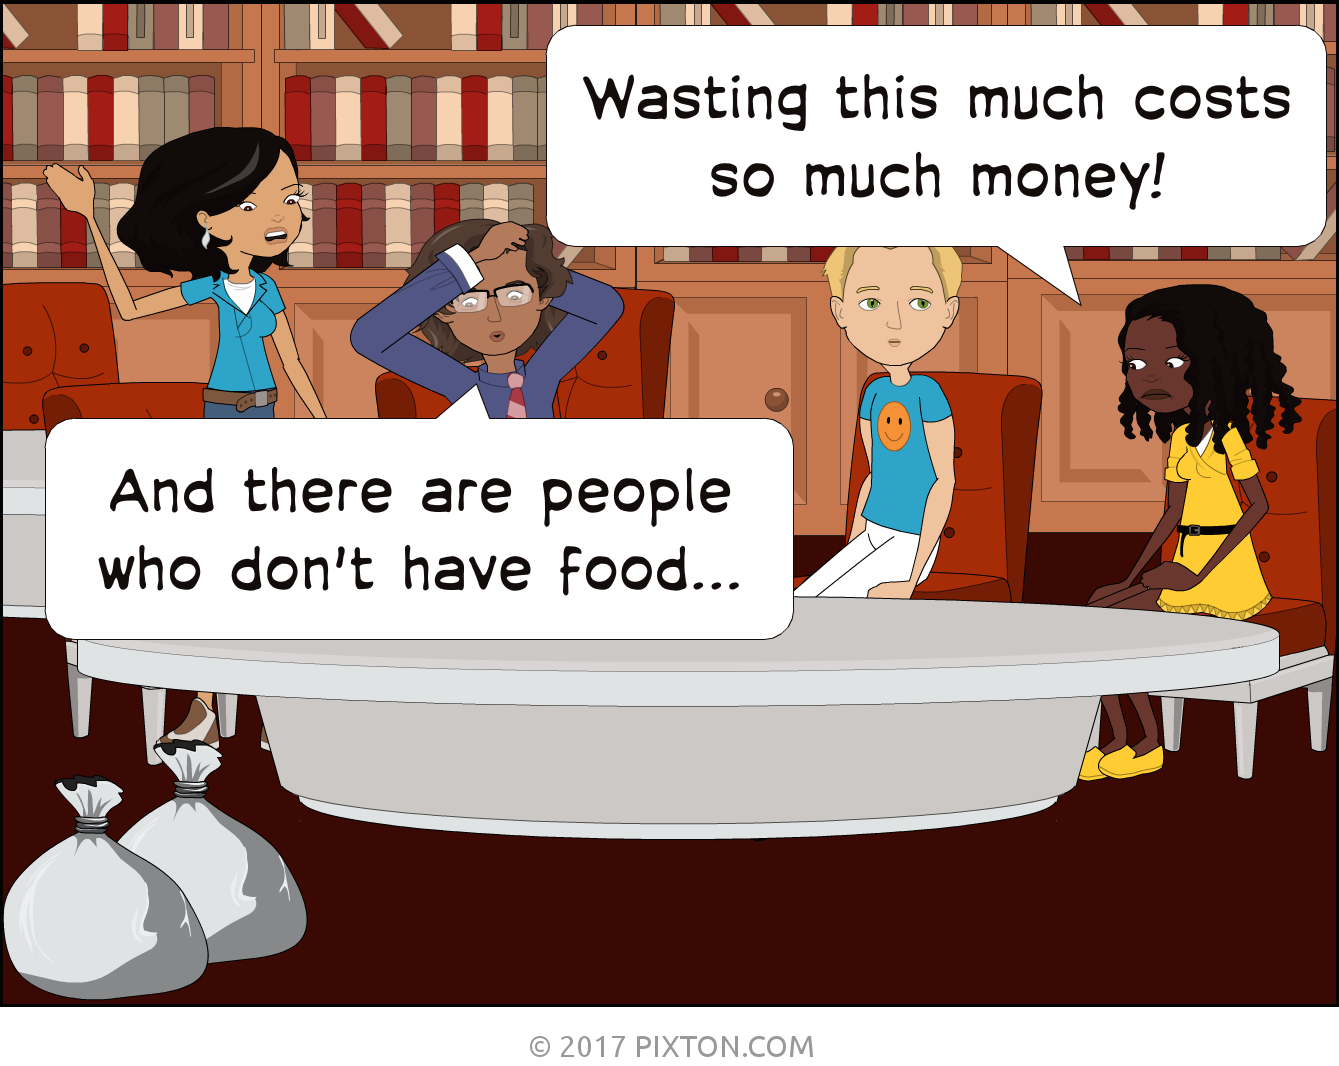 Wasting this much costs
so much money!
And there are people
who don't have food...
© 2017 PIXTON.COM